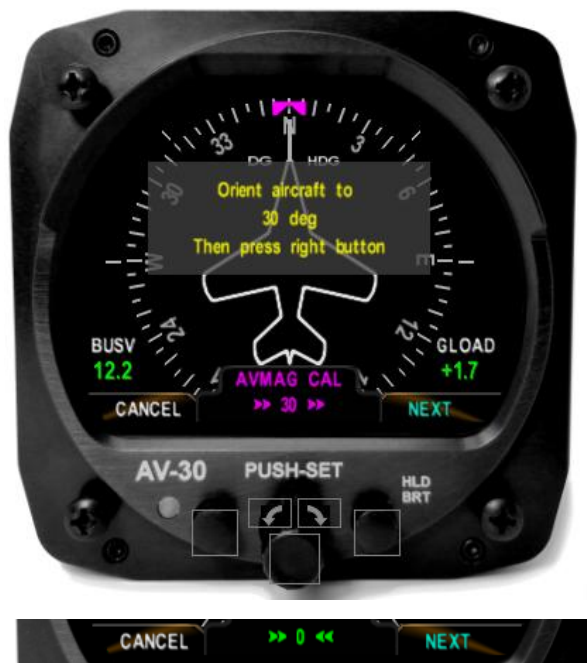 N
33
3
DG HDG
30
6
Orient aircraft to
30 deg
Then press right button
W
E
24
12
BUSV
12.2
GLOAD
+1.7
AVMAG CAL
>> 30 >>
CANCEL
NEXT
AV-30
PUSH-SET
HLD
BRT
CANCEL
>> 0 <<
NEXT